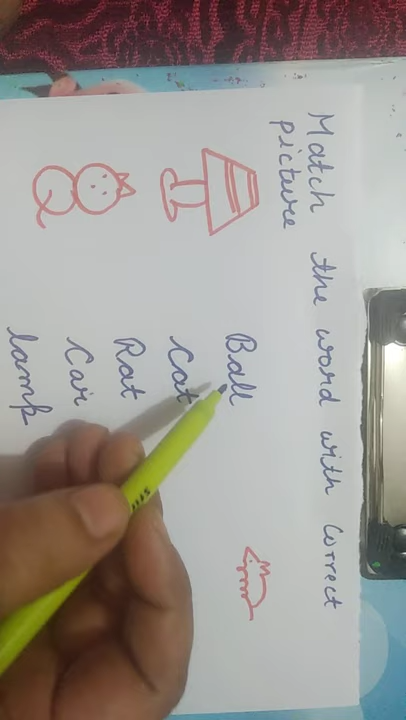 Match the word with correct
picture
Ball
Cat
Rat
Car
lamp